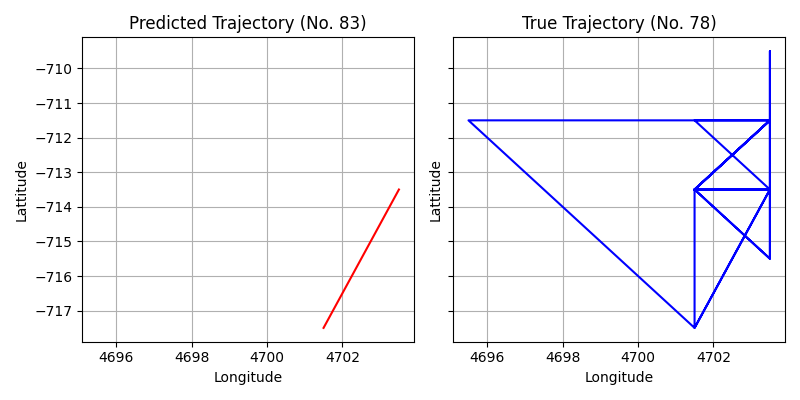 Predicted Trajectory (No. 83)
True Trajectory (No. 78)
−710
−711
−712
−713
−714
−715
−716
−717
Lattitude
Lattitude
4696 4698 4700 4702
4696 4698 4700 4702
Longitude
Longitude